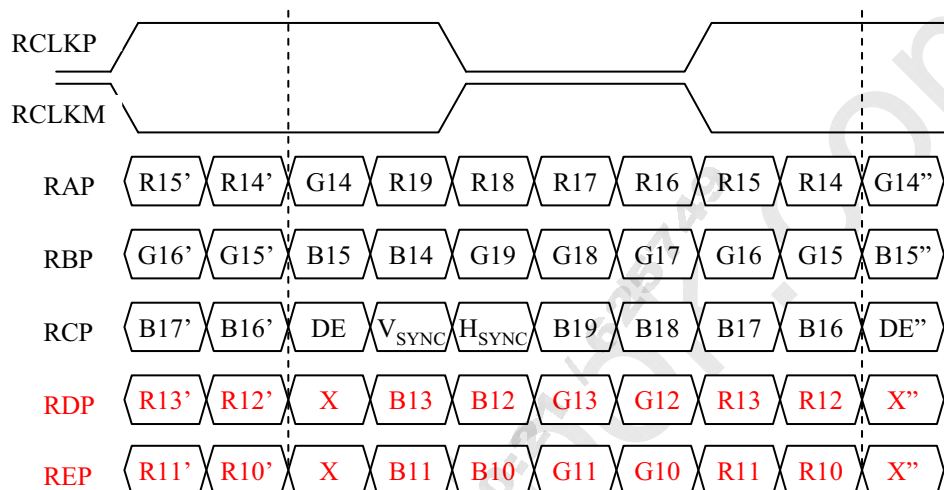 RCLKP
RCLKM
RAP R15’ R14’ G14 R19 R18 R17 R16 R15 R14 G14”
RBP G16’ G15’ B15 B14 G19 G18 G17 G16 G15 B15”
RCP B17’ B16’ DE VSYNC HSYNC B19 B18 B17 B16 DE”
RDP R13’ R12’ X B13 B12 G13 G12 R13 R12 X”
REP R11’ R10’ X B11 B10 G11 G10 R11 R10 X”